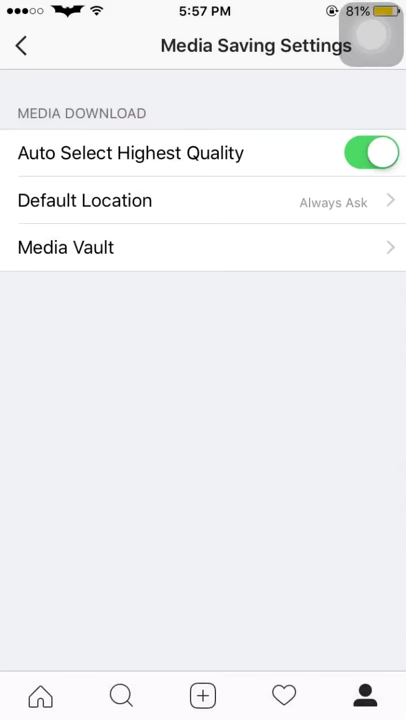 5:57 PM
81%
Media Saving Settings
MEDIA DOWNLOAD
Auto Select Highest Quality
Default Location
Always Ask
Media Vault